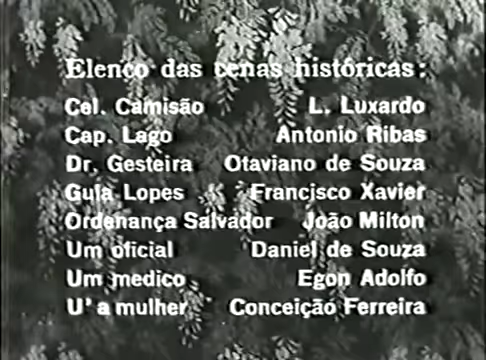 Elenco das cenas históricas:
Cel. Camisão L. Luxardo
Cap. Lago Antonio Ribas
Dr. Gesteira Otaviano de Souza
Guia Lopes Francisco Xavier
Ordenança Salvador João Milton
Um oficial Daniel de Souza
Um medico Egon Adolfo
U'a mulher Conceição Ferreira